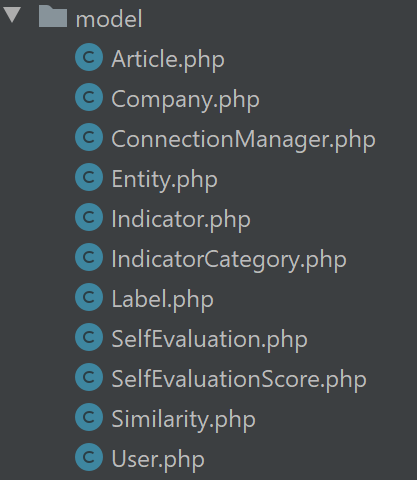 model
Article.php
Company.php
ConnectionManager.php
Entity.php
Indicator.php
IndicatorCategory.php
Label.php
SelfEvaluation.php
SelfEvaluationScore.php
Similarity.php
User.php